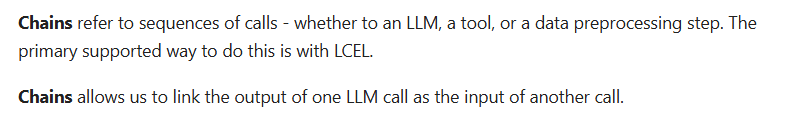 Chains refer to sequences of calls - whether to an LLM, a tool, or a data preprocessing step. The
primary supported way to do this is with LCEL.
Chains allows us to link the output of one LLM call as the input of another call.